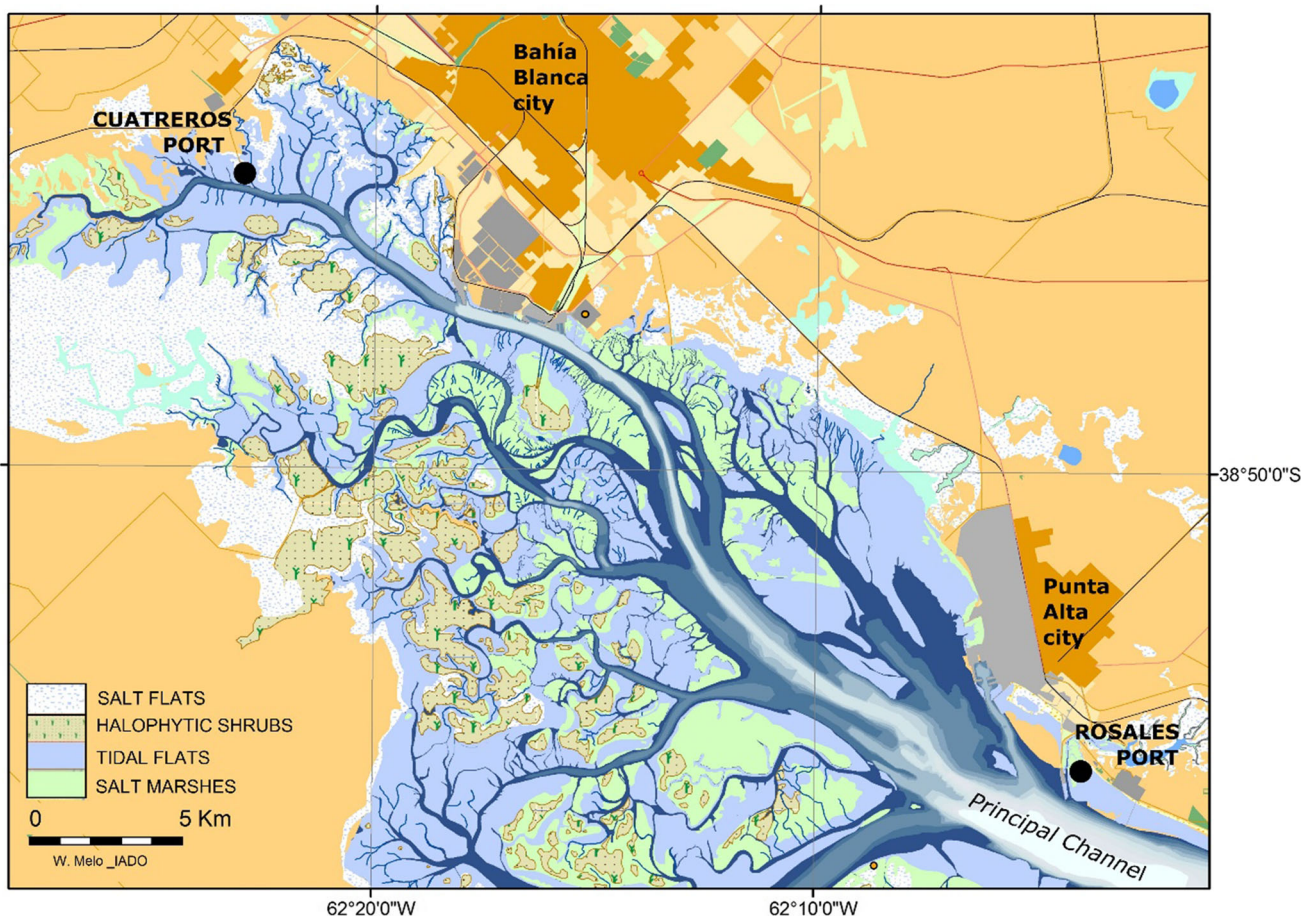 Bahía
Blanca
city
CUATREROS
PORT
38°50'0"S
Punta
Alta
city
ROSALES
PORT
Principal Channel
SALT FLATS
HALOPHYTIC SHRUBS
TIDAL FLATS
SALT MARSHES
0 5 Km
W. Melo _IADO
62°20'0"W 62°10'0"W